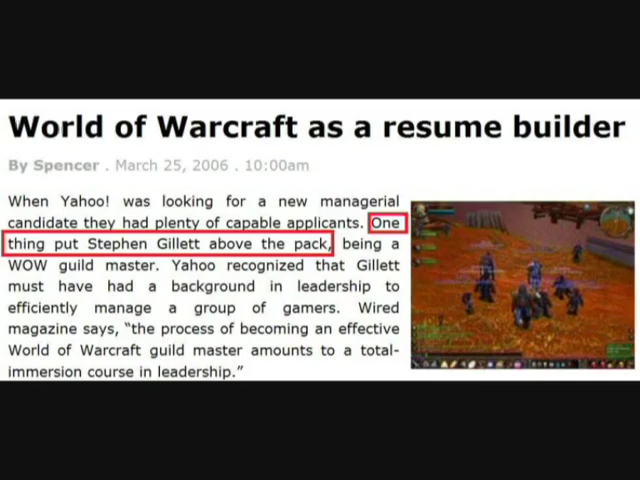 World of Warcraft as a resume builder
By Spencer . March 25, 2006 . 10:00am
When Yahoo! was looking for a new managerial
candidate they had plenty of capable applicants. One
thing put Stephen Gillett above the pack, being a
WOW guild master. Yahoo recognized that Gillett
must have had a background in leadership to
efficiently manage a group of gamers. Wired
magazine says, “the process of becoming an effective
World of Warcraft guild master amounts to a total-
immersion course in leadership.”